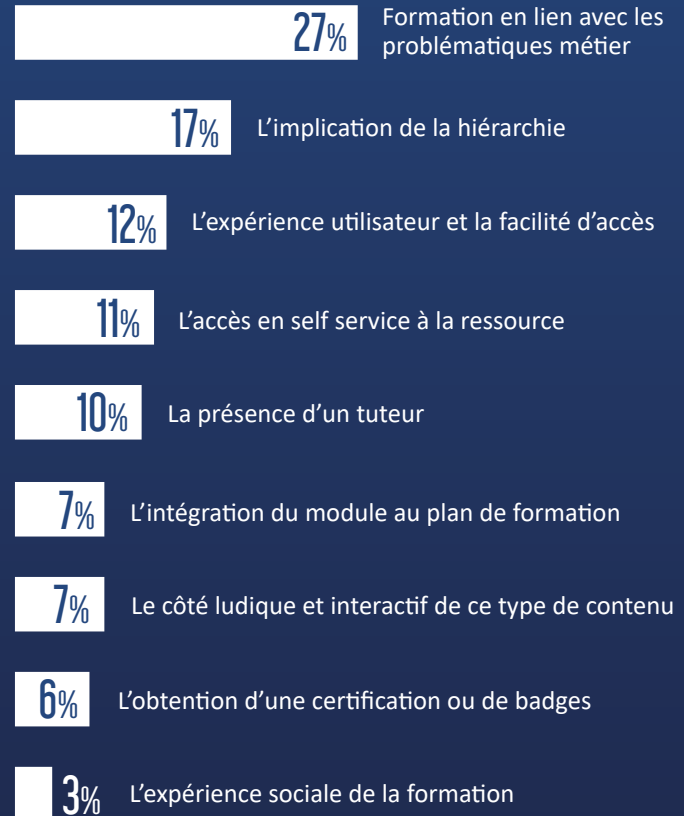 27% Formation en lien avec les
problématiques métier
17% L’implication de la hiérarchie
12% L’expérience utilisateur et la facilité d’accès
11% L’accès en self service à la ressource
10% La présence d’un tuteur
7% L’intégration du module au plan de formation
7% Le côté ludique et interactif de ce type de contenu
6% L’obtention d’une certification ou de badges
3% L’expérience sociale de la formation